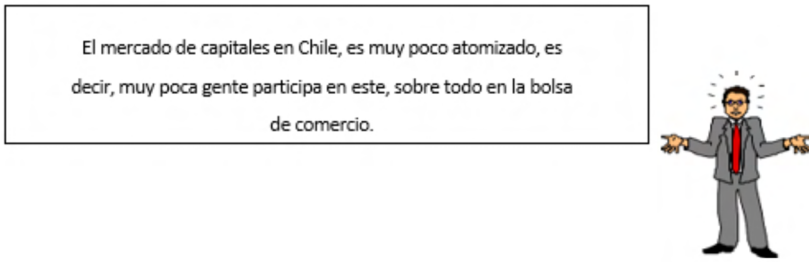 El mercado de capitales en Chile, es muy poco atomizado, es
decir, muy poca gente participa en este, sobre todo en la bolsa
de comercio.